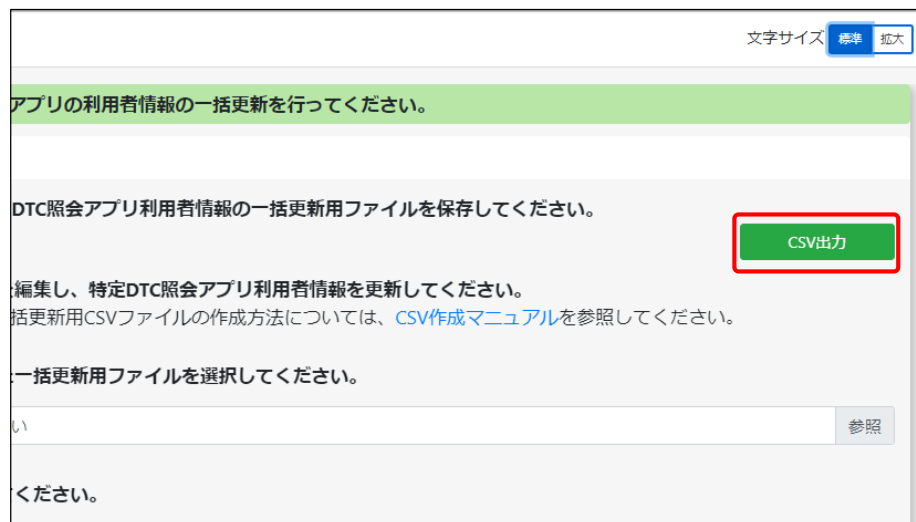 文字サイズ 標準 拡大
アプリの利用者情報の一括更新を行ってください。
DTC照会アプリ利用者情報の一括更新用ファイルを保存してください。
CSV出力
編集し、特定DTC照会アプリ利用者情報を更新してください。
括更新用CSVファイルの作成方法については、CSV作成マニュアルを参照してください。
一括更新用ファイルを選択してください。
い 参照
ください。